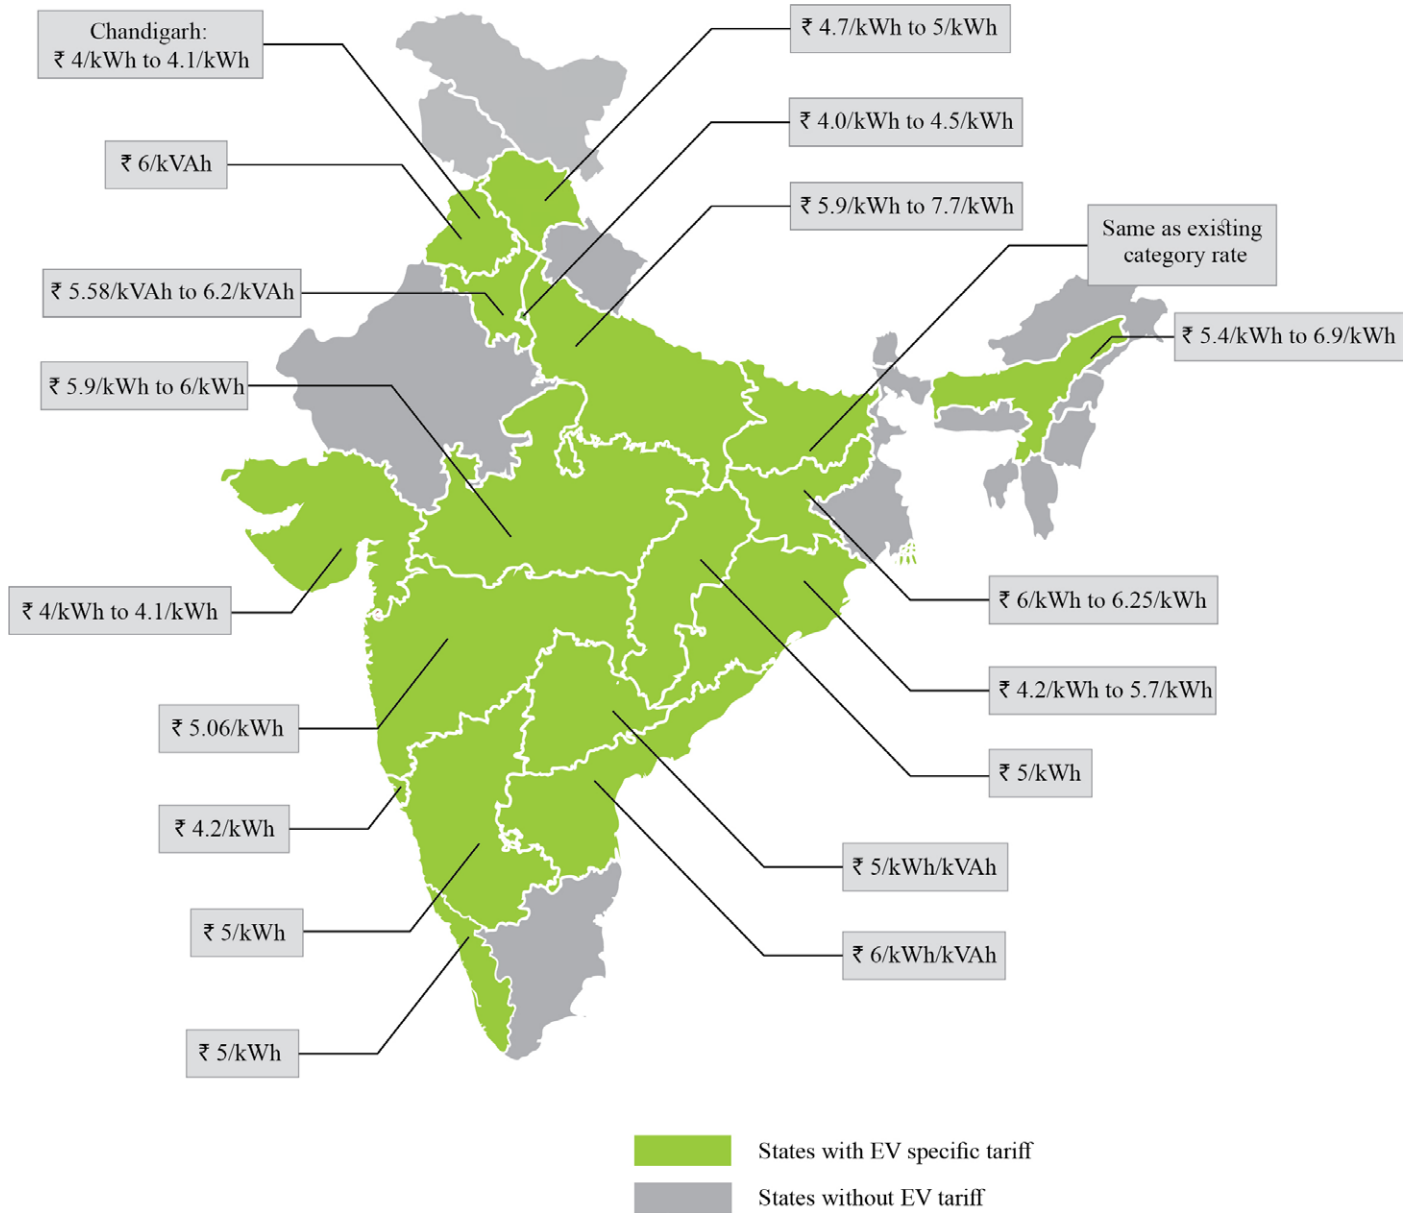 Chandigarh:
₹ 4/kWh to 4.1/kWh
₹ 4.7/kWh to 5/kWh
₹ 4.0/kWh to 4.5/kWh
₹ 6/kVAh
₹ 5.9/kWh to 7.7/kWh
Same as existing
category rate
₹ 5.58/kVAh to 6.2/kVAh
₹ 5.4/kWh to 6.9/kWh
₹ 5.9/kWh to 6/kWh
₹ 4/kWh to 4.1/kWh
₹ 6/kWh to 6.25/kWh
₹ 4.2/kWh to 5.7/kWh
₹ 5.06/kWh
₹ 5/kWh
₹ 4.2/kWh
₹ 5/kWh/kVAh
₹ 5/kWh
₹ 6/kWh/kVAh
₹ 5/kWh
States with EV specific tariff
States without EV tariff